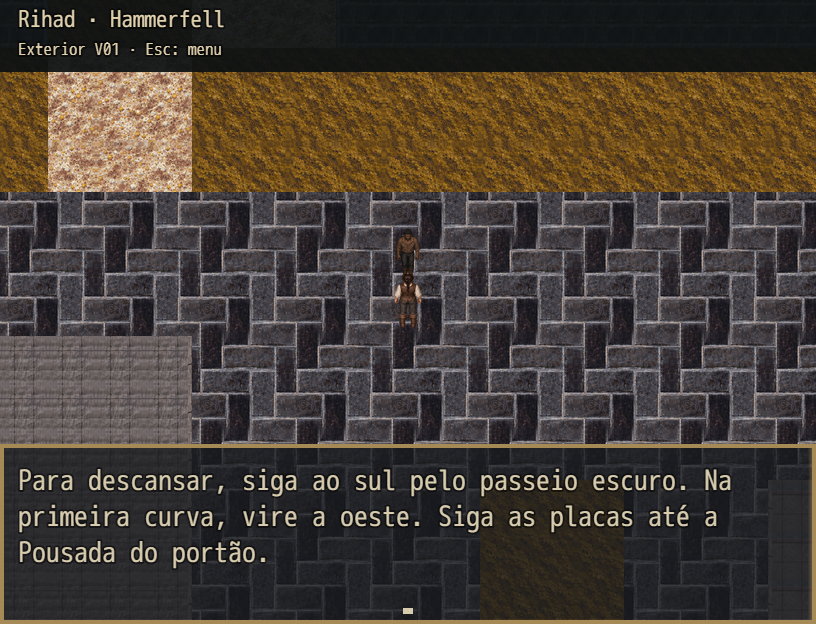 Rihad · Hammerfell
Exterior V01 · Esc: menu
Para descansar, siga ao sul pelo passeio escuro. Na
primeira curva, vire a oeste. Siga as placas até a
Pousada do portão.